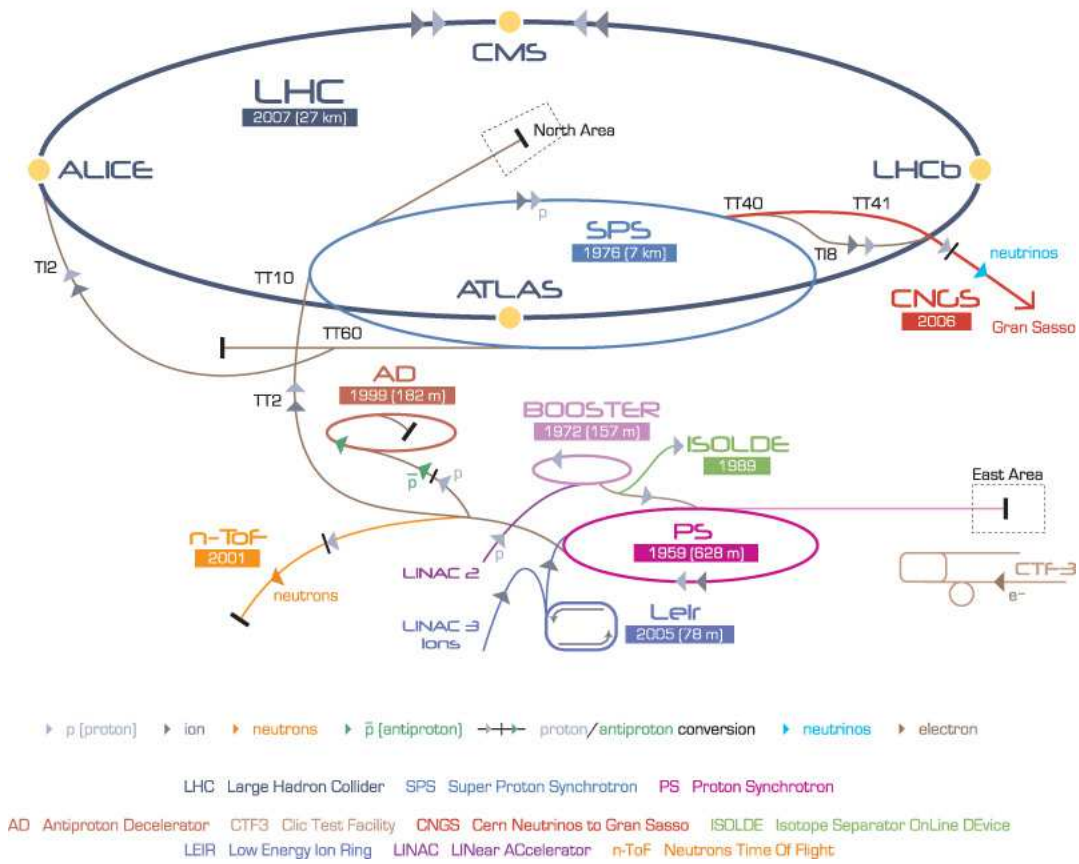 CMS
LHC
2007 (27 km)
North Area
ALICE
LHCb
TT40
TT41
SPS
1976 (7 km)
p
TI8
TI2
TT10
ATLAS
neutrinos
CNGS
2006
Gran Sasso
TT60
AD
1999 (182 m)
TT2
BOOSTER
1972 (157 m)
ISOLDE
1989
p̅
p
East Area
n-ToF
2001
PS
1959 (628 m)
p
LINAC 2
neutrons
CTF-3
e–
LINAC 3
Ions
Leir
2005 (78 m)
p (proton) ion neutrons p̅ (antiproton) proton/antiproton conversion neutrinos electron
LHC Large Hadron Collider SPS Super Proton Synchrotron PS Proton Synchrotron
AD Antiproton Decelerator CTF3 Clic Test Facility CNGS Cern Neutrinos to Gran Sasso ISOLDE Isotope Separator OnLine DEvice
LEIR Low Energy Ion Ring LINAC LINear ACcelerator n-ToF Neutrons Time Of Flight